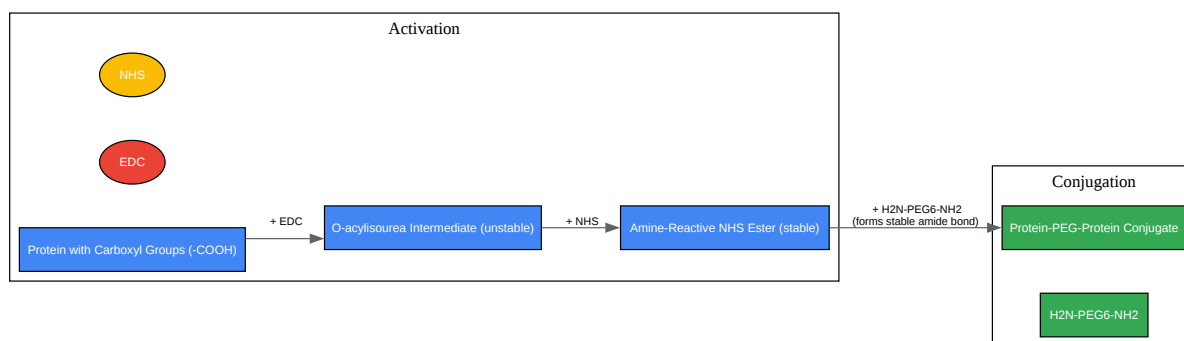 Activation
NHS
EDC
Protein with Carboxyl Groups (-COOH)
+ EDC
O-acylisourea Intermediate (unstable)
+ NHS
Amine-Reactive NHS Ester (stable)
+ H2N-PEG6-NH2
(forms stable amide bond)
Conjugation
Protein-PEG-Protein Conjugate
H2N-PEG6-NH2